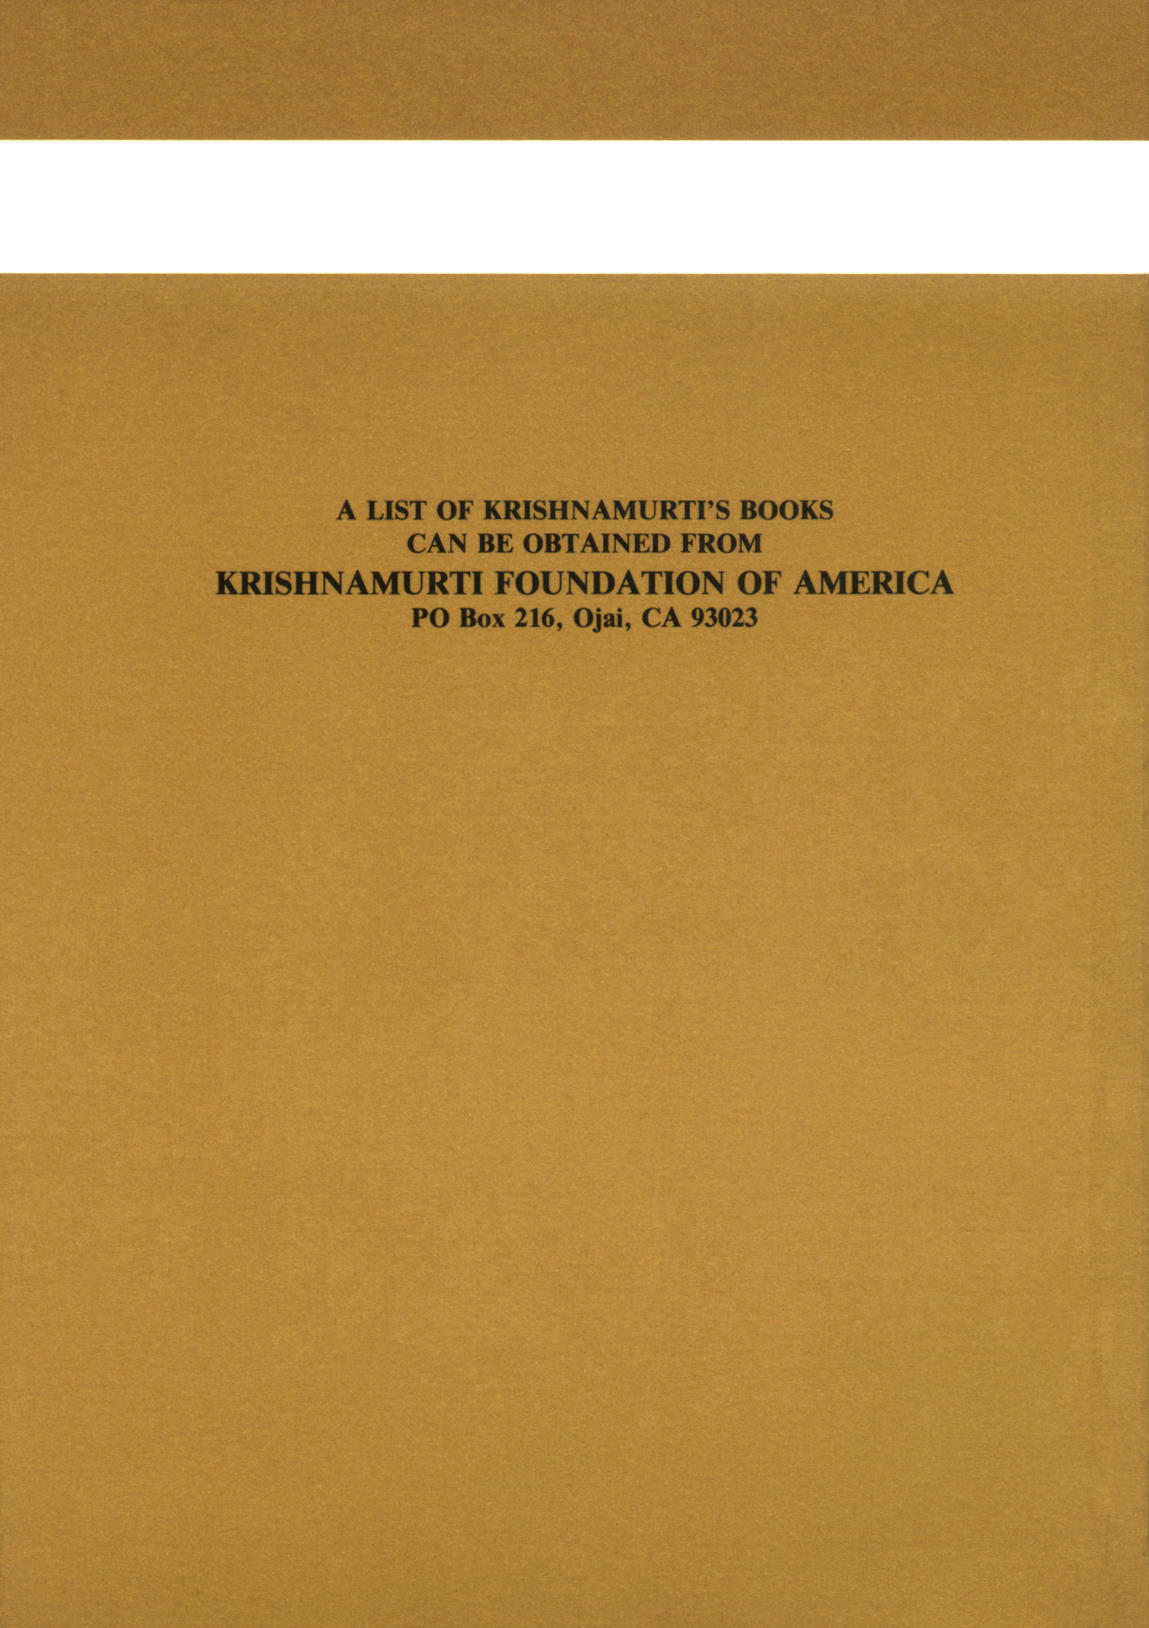 A LIST OF KRISHNAMURTI'S BOOKS
CAN BE OBTAINED FROM
KRISHNAMURTI FOUNDATION OF AMERICA
PO Box 216, Ojai, CA 93023